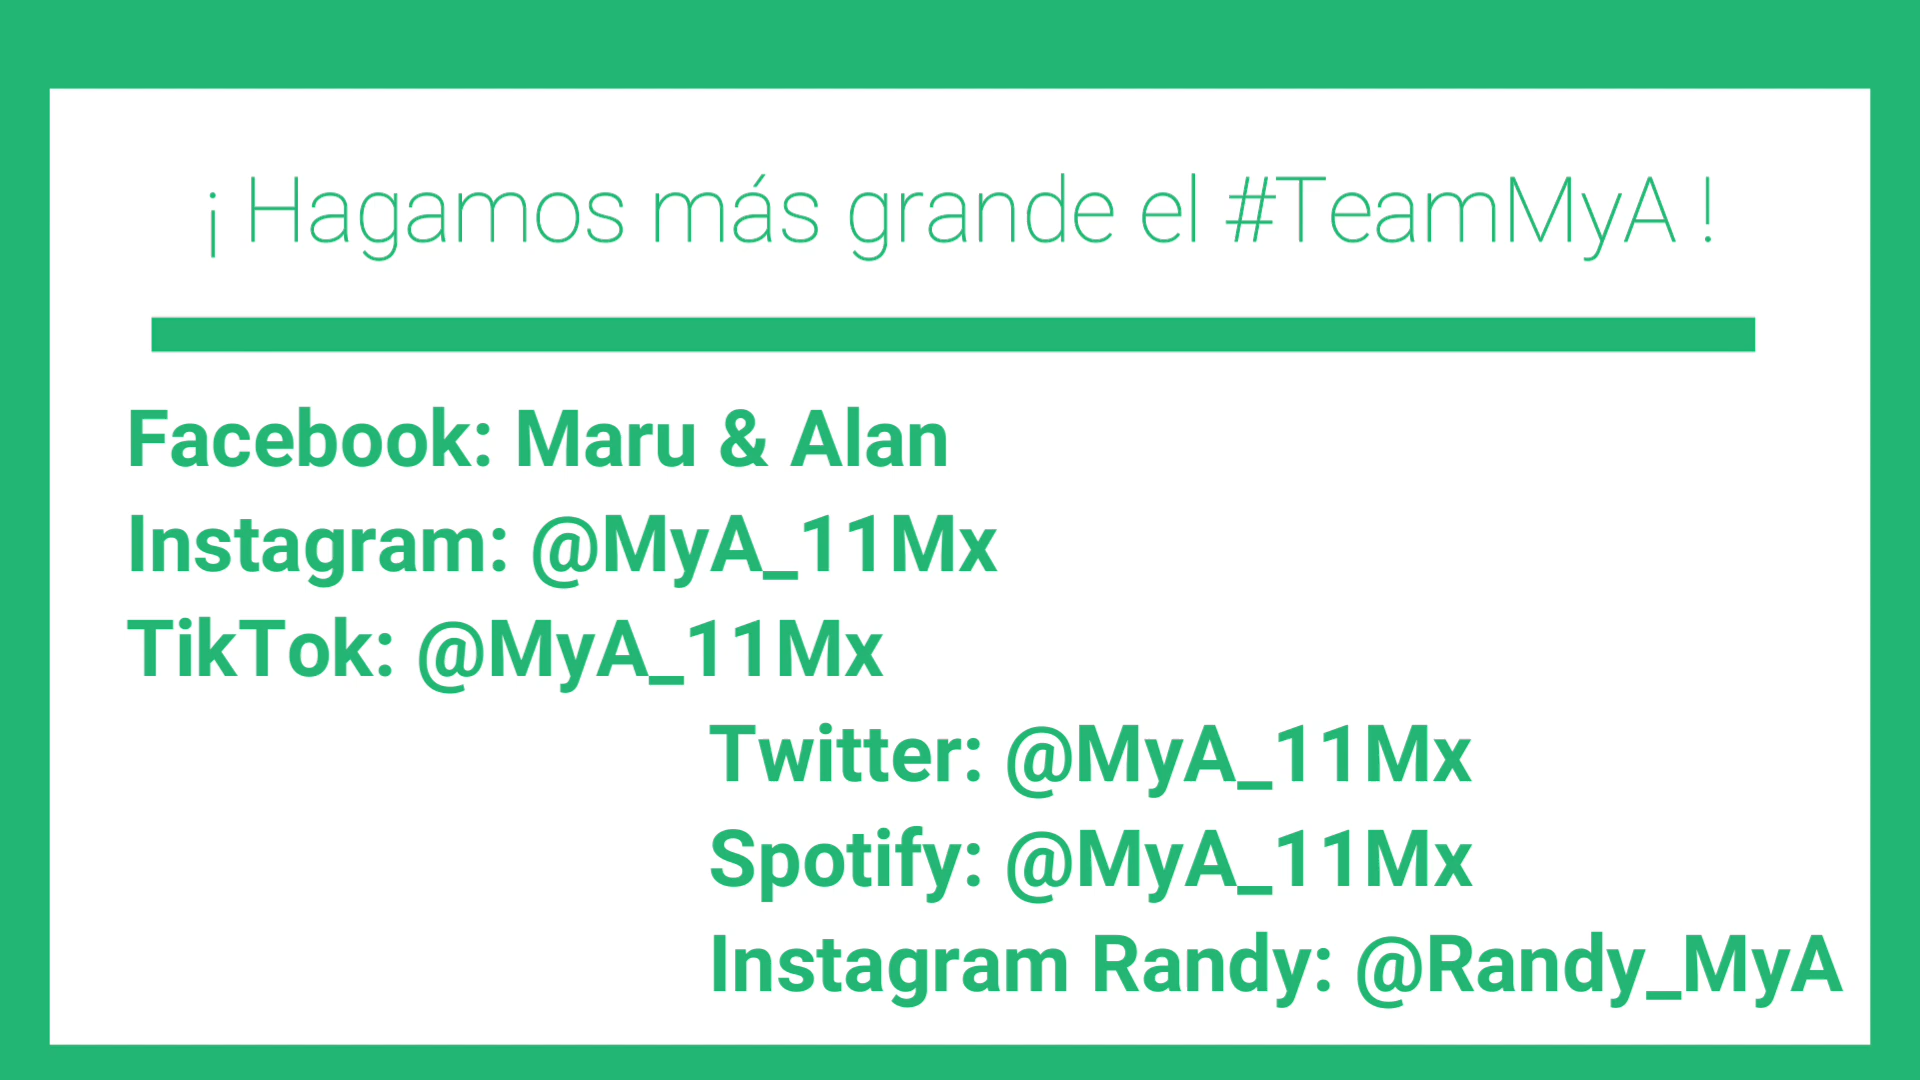 ¡ Hagamos más grande el #TeamMyA !
Facebook: Maru & Alan
Instagram: @MyA_11Mx
TikTok: @MyA_11Mx
Twitter: @MyA_11Mx
Spotify: @MyA_11Mx
Instagram Randy: @Randy_MyA